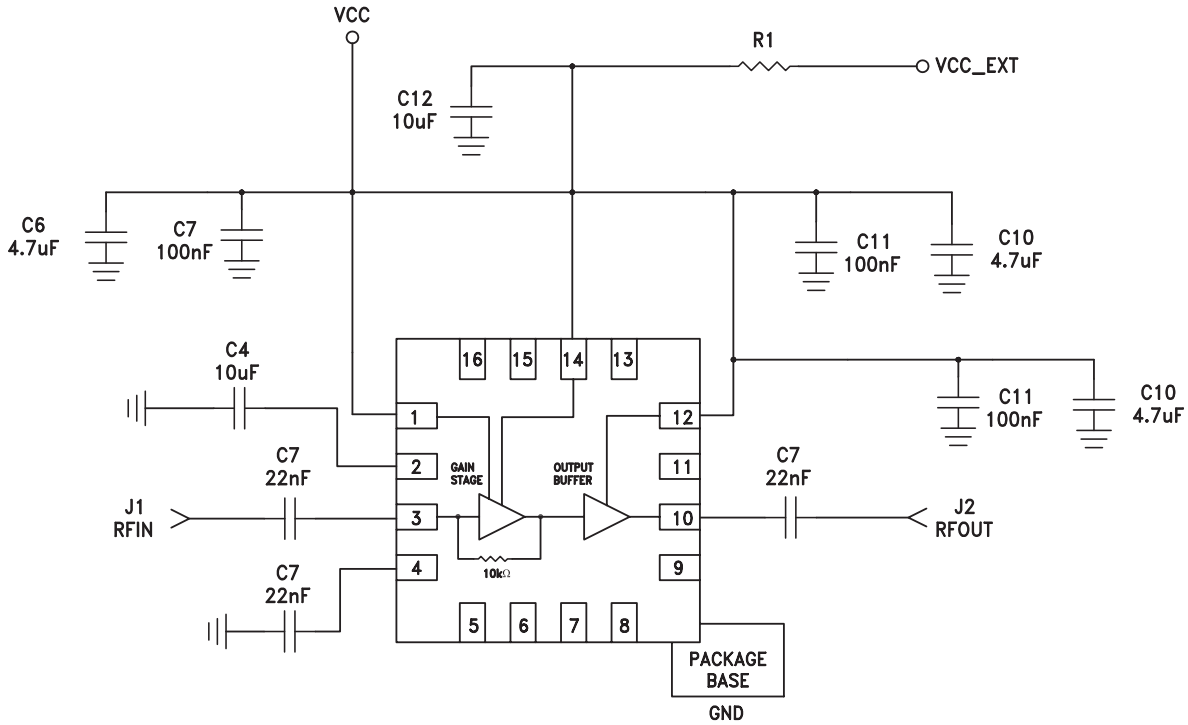 VCC
R1
VCC_EXT
C12
10uF
C6
4.7uF
C7
100nF
C11
100nF
C10
4.7uF
C4
10uF
16
15
14
13
1
12
C11
100nF
C10
4.7uF
2
GAIN
STAGE
OUTPUT
BUFFER
11
C7
22nF
C7
22nF
J1
RFIN
3
10
J2
RFOUT
10kΩ
C7
22nF
4
9
5
6
7
8
PACKAGE
BASE
GND